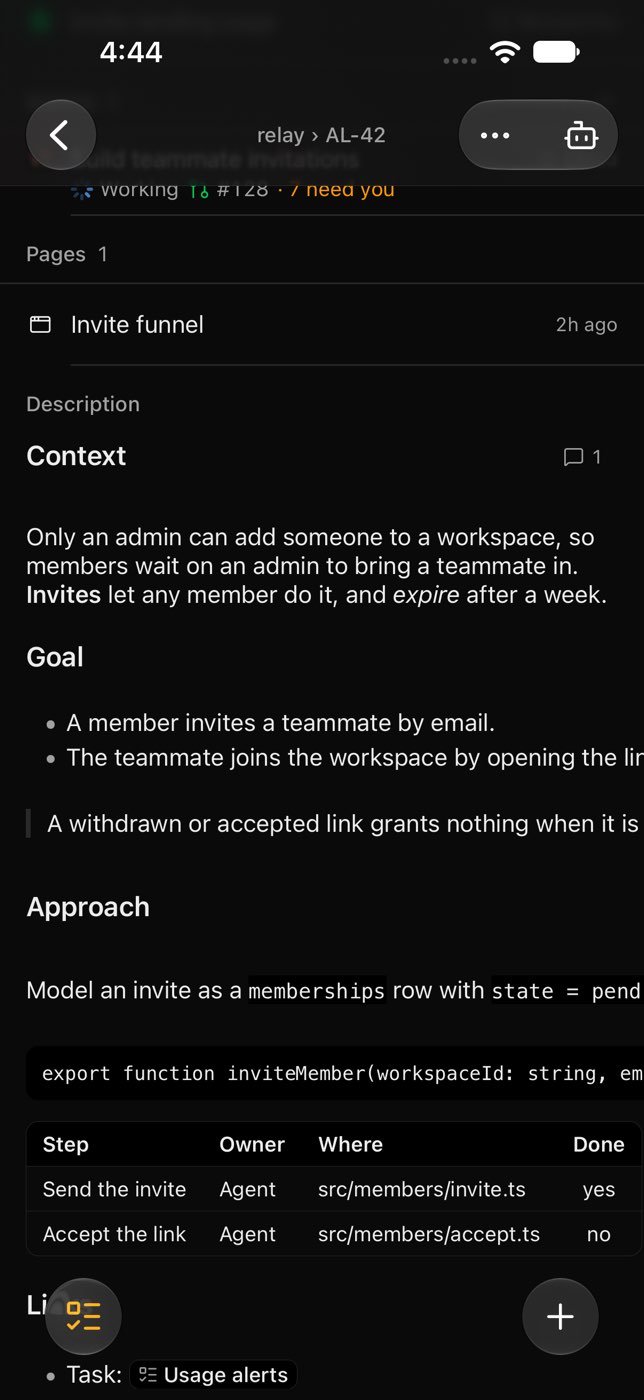 4:44
relay › AL-42
Build teammate invitations
Working #128 · 7 need you
Pages 1
Invite funnel 2h ago
Description
Context 1
Only an admin can add someone to a workspace, so
members wait on an admin to bring a teammate in.
Invites let any member do it, and expire after a week.
Goal
A member invites a teammate by email.
The teammate joins the workspace by opening the lin
A withdrawn or accepted link grants nothing when it is
Approach
Model an invite as a memberships row with state = pend
export function inviteMember(workspaceId: string, em
Step Owner Where Done
Send the invite Agent src/members/invite.ts yes
Accept the link Agent src/members/accept.ts no
Li
Task: Usage alerts